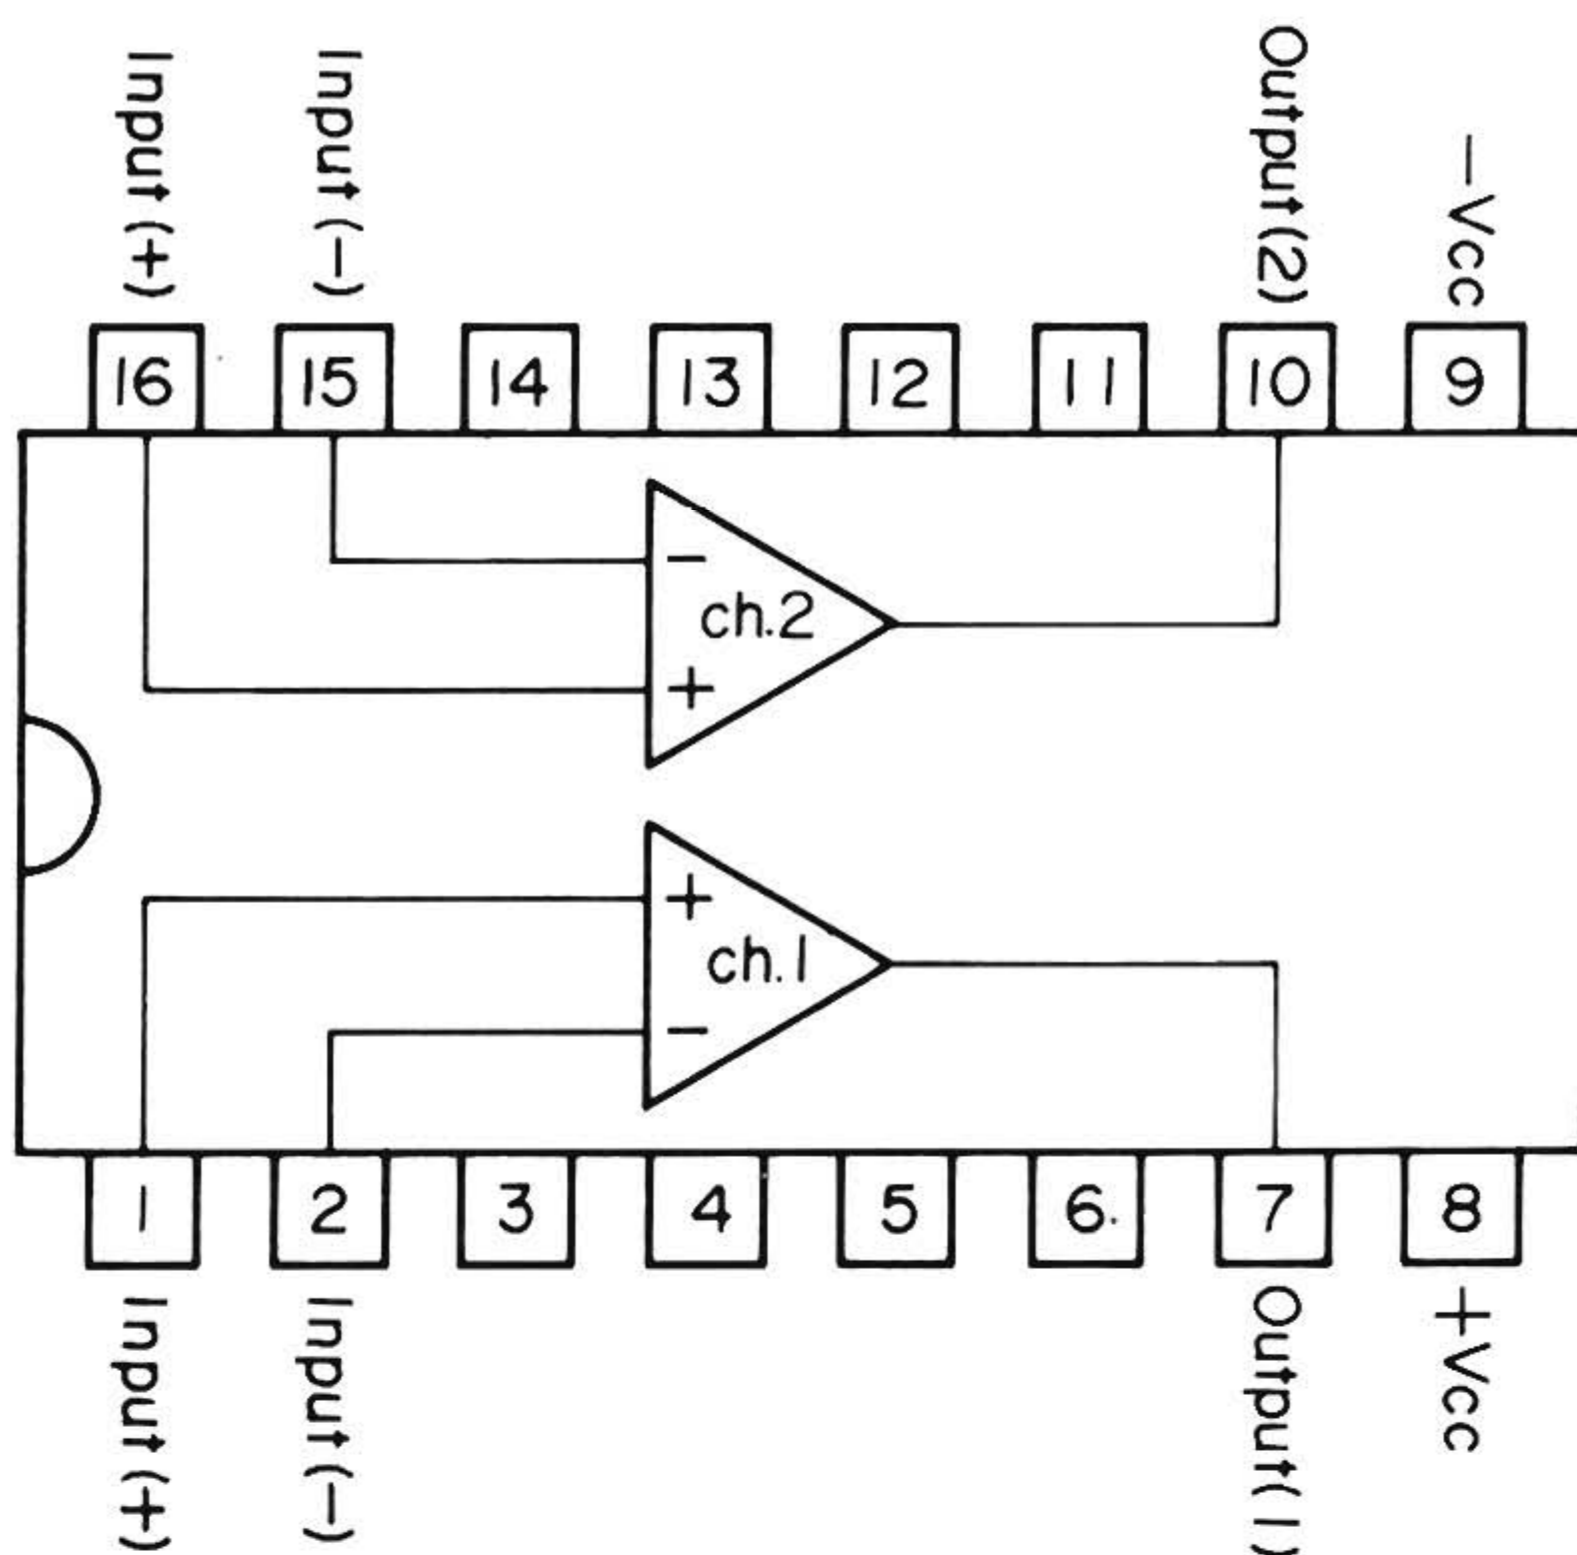 Input (+)
Input (−)
Output (2)
−Vcc
16
15
14
13
12
11
10
9
−
ch.2
+
+
ch.1
−
1
2
3
4
5
6
7
8
Input (+)
Input (−)
Output (1)
+Vcc